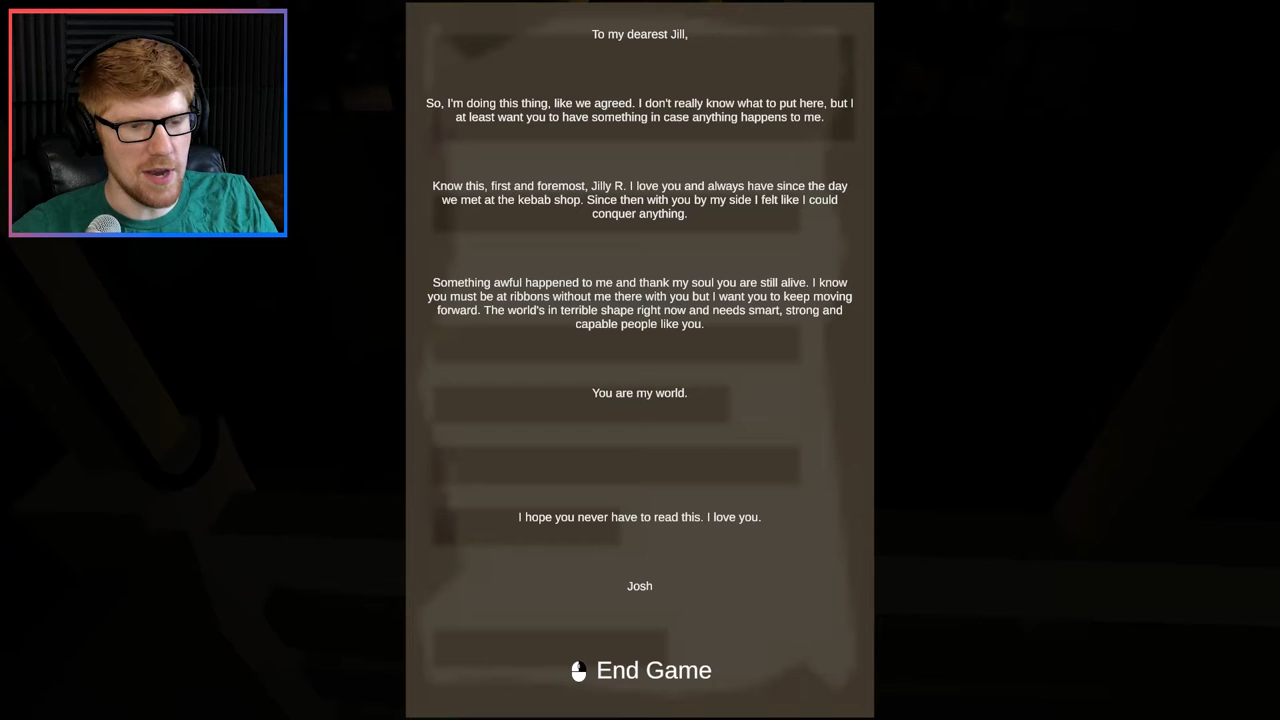 To my dearest Jill,
So, I'm doing this thing, like we agreed. I don't really know what to put here, but I
at least want you to have something in case anything happens to me.
Know this, first and foremost, Jilly R. I love you and always have since the day
we met at the kebab shop. Since then with you by my side I felt like I could
conquer anything.
Something awful happened to me and thank my soul you are still alive. I know
you must be at ribbons without me there with you but I want you to keep moving
forward. The world's in terrible shape right now and needs smart, strong and
capable people like you.
You are my world.
I hope you never have to read this. I love you.
Josh
End Game